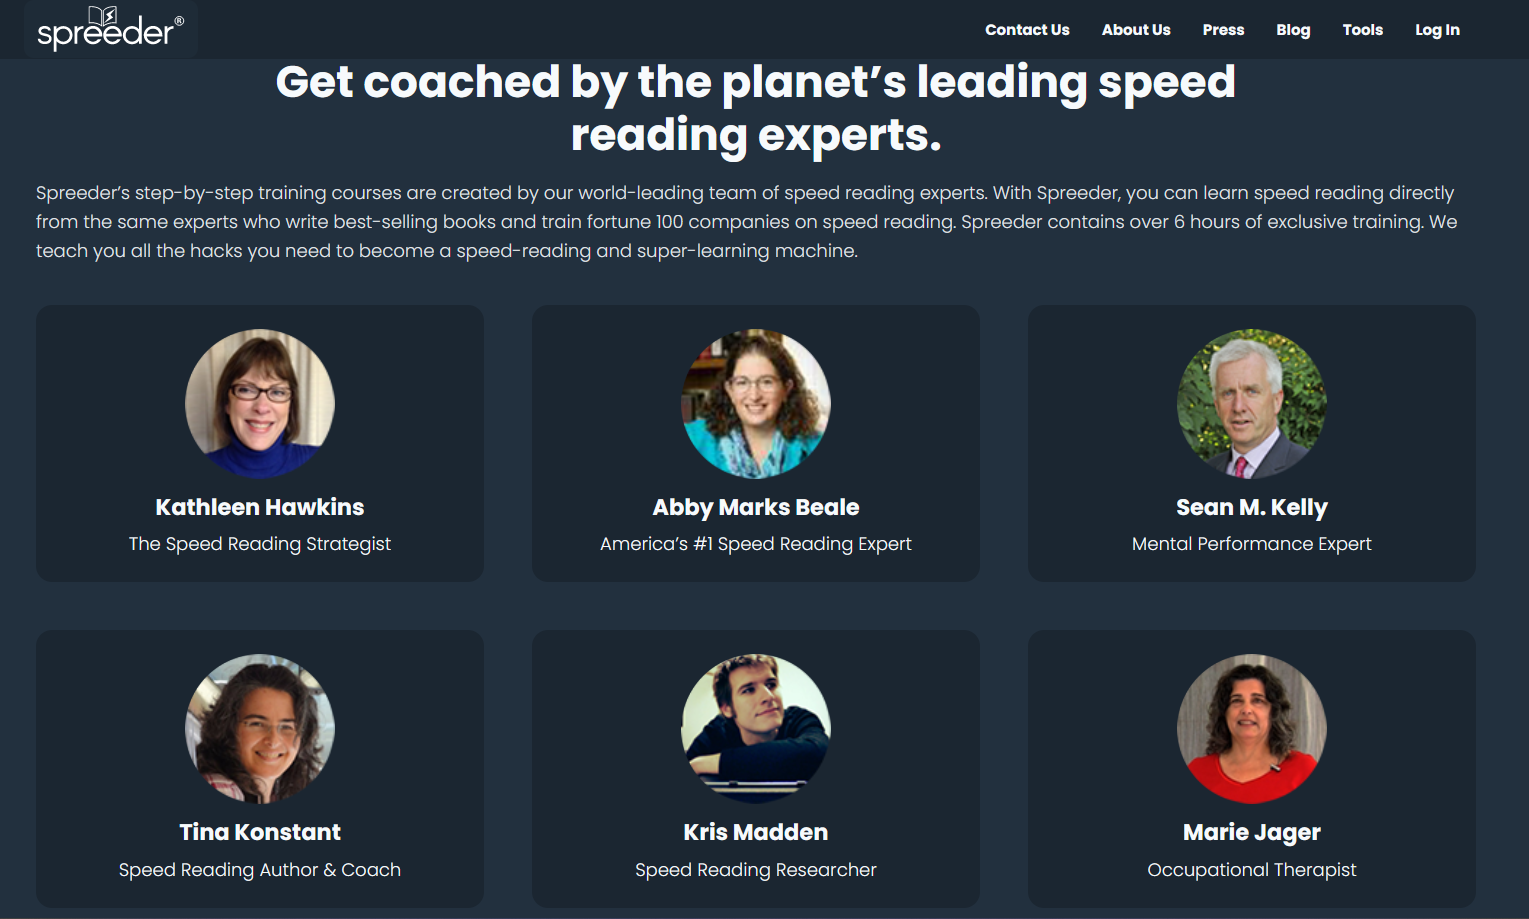 spreeder®
Contact Us About Us Press Blog Tools Log In
Get coached by the planet’s leading speed
reading experts.
Spreeder’s step-by-step training courses are created by our world-leading team of speed reading experts. With Spreeder, you can learn speed reading directly
from the same experts who write best-selling books and train fortune 100 companies on speed reading. Spreeder contains over 6 hours of exclusive training. We
teach you all the hacks you need to become a speed-reading and super-learning machine.
Kathleen Hawkins
The Speed Reading Strategist
Abby Marks Beale
America’s #1 Speed Reading Expert
Sean M. Kelly
Mental Performance Expert
Tina Konstant
Speed Reading Author & Coach
Kris Madden
Speed Reading Researcher
Marie Jager
Occupational Therapist